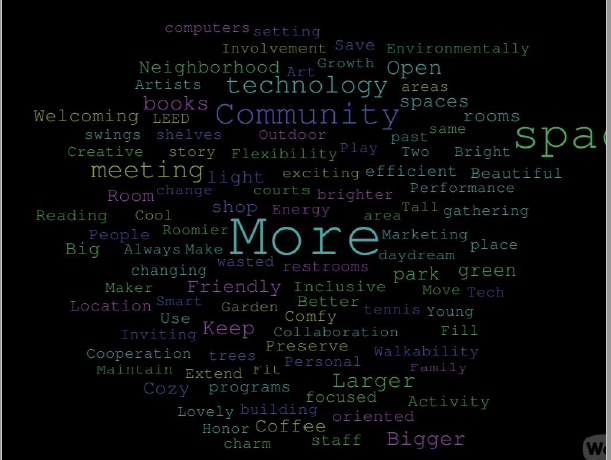 computers setting
Involvement Save Environmentally
Neighborhood Art Growth Open
Artists technology areas
books Community spaces
Welcoming LEED rooms
swings shelves Outdoor past same
Creative story Flexibility Play Two Bright
meeting light exciting efficient Beautiful
Room change courts brighter Performance
shop Energy area Tall gathering
Reading Cool
People Roomier More Marketing
Big Always Make daydream place
changing wasted restrooms park green
Maker Friendly Inclusive Move Tech
Location Smart Garden Better tennis Young
Use Comfy
Inviting Keep Collaboration Fill
Cooperation trees Preserve Walkability
Maintain Extend Fit Personal Family
Cozy programs Larger
focused Activity
Lovely building oriented
Honor Coffee
charm staff Bigger